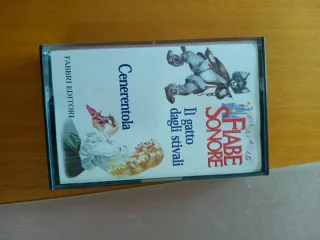 FIABE
SONORE
Il gatto
dagli stivali
Cenerentola
FABBRI EDITORI